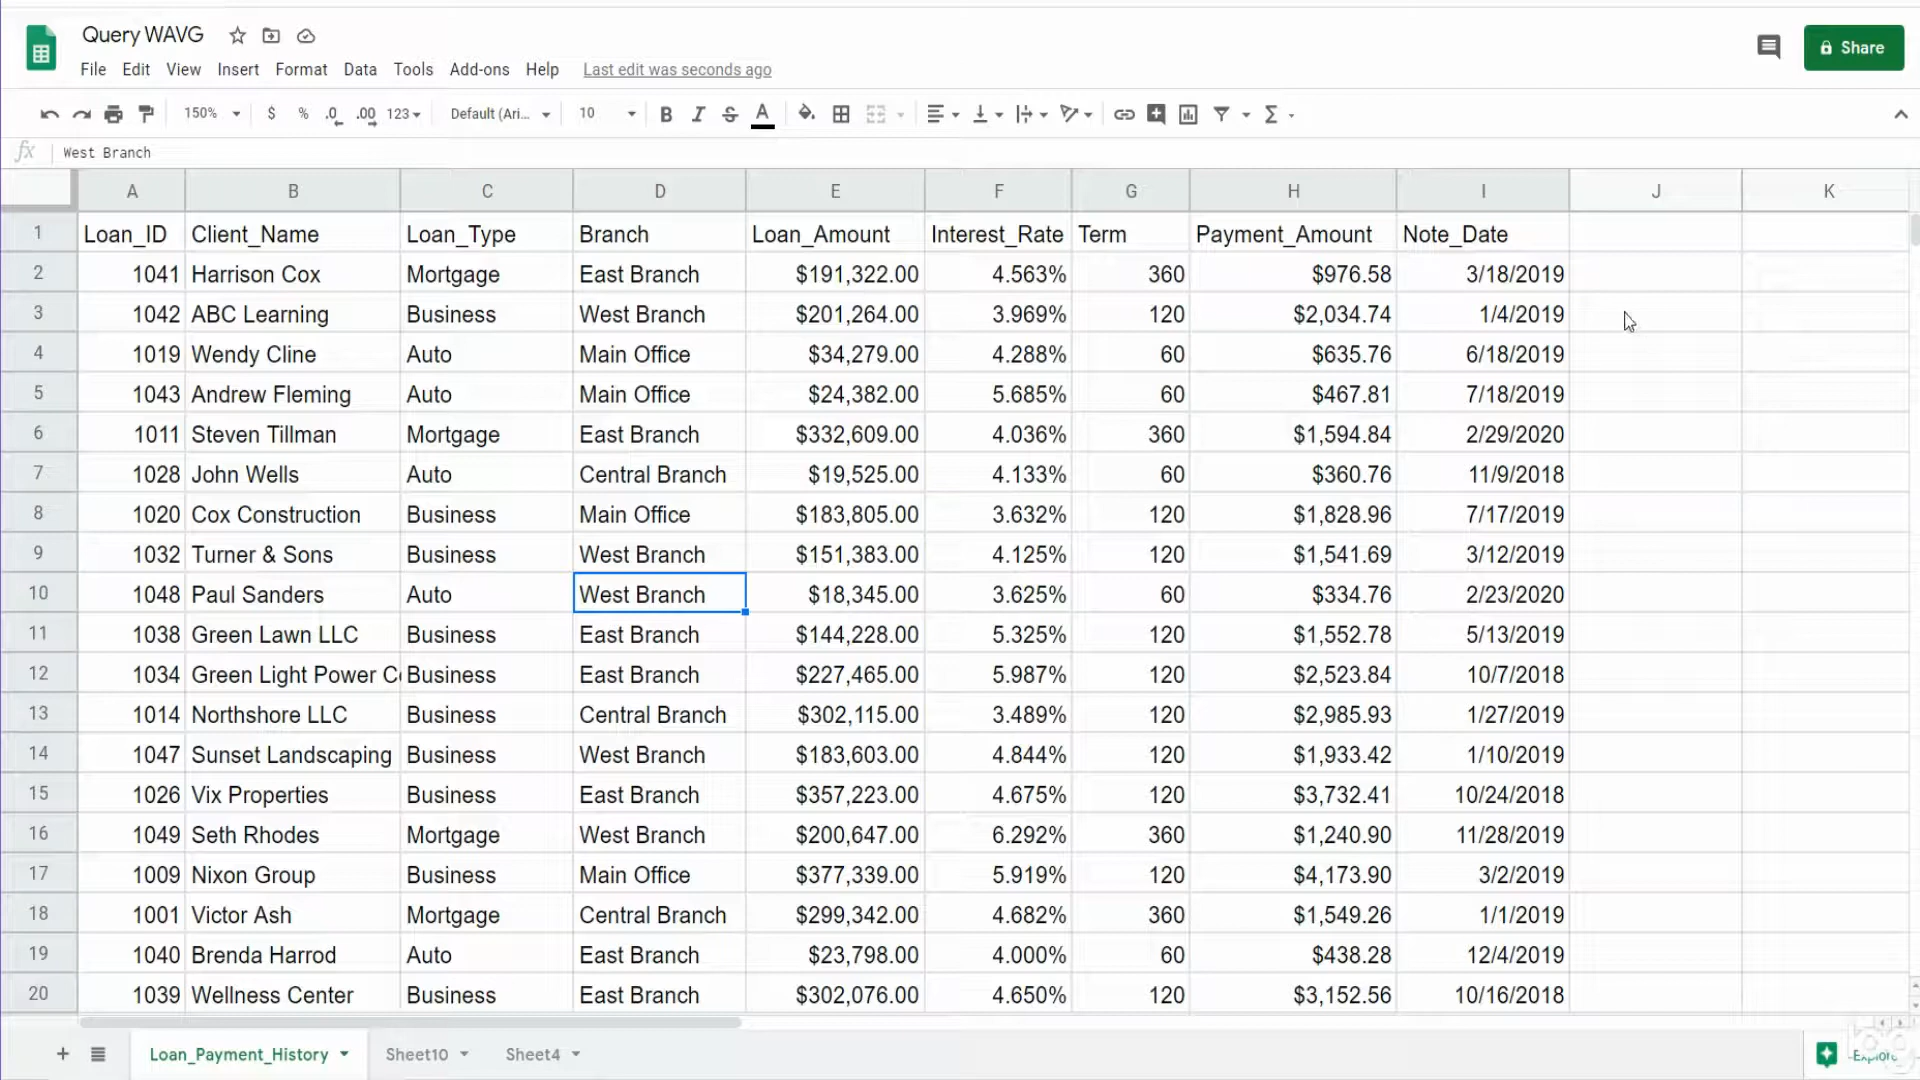 Query WAVG
File Edit View Insert Format Data Tools Add-ons Help Last edit was seconds ago
Share
150% $ % .0 .00 123 Default (Ari... 10 B I S A
fx West Branch
A B C D E F G H I J K
1 Loan_ID Client_Name Loan_Type Branch Loan_Amount Interest_Rate Term Payment_Amount Note_Date
2 1041 Harrison Cox Mortgage East Branch $191,322.00 4.563% 360 $976.58 3/18/2019
3 1042 ABC Learning Business West Branch $201,264.00 3.969% 120 $2,034.74 1/4/2019
4 1019 Wendy Cline Auto Main Office $34,279.00 4.288% 60 $635.76 6/18/2019
5 1043 Andrew Fleming Auto Main Office $24,382.00 5.685% 60 $467.81 7/18/2019
6 1011 Steven Tillman Mortgage East Branch $332,609.00 4.036% 360 $1,594.84 2/29/2020
7 1028 John Wells Auto Central Branch $19,525.00 4.133% 60 $360.76 11/9/2018
8 1020 Cox Construction Business Main Office $183,805.00 3.632% 120 $1,828.96 7/17/2019
9 1032 Turner & Sons Business West Branch $151,383.00 4.125% 120 $1,541.69 3/12/2019
10 1048 Paul Sanders Auto West Branch $18,345.00 3.625% 60 $334.76 2/23/2020
11 1038 Green Lawn LLC Business East Branch $144,228.00 5.325% 120 $1,552.78 5/13/2019
12 1034 Green Light Power C Business East Branch $227,465.00 5.987% 120 $2,523.84 10/7/2018
13 1014 Northshore LLC Business Central Branch $302,115.00 3.489% 120 $2,985.93 1/27/2019
14 1047 Sunset Landscaping Business West Branch $183,603.00 4.844% 120 $1,933.42 1/10/2019
15 1026 Vix Properties Business East Branch $357,223.00 4.675% 120 $3,732.41 10/24/2018
16 1049 Seth Rhodes Mortgage West Branch $200,647.00 6.292% 360 $1,240.90 11/28/2019
17 1009 Nixon Group Business Main Office $377,339.00 5.919% 120 $4,173.90 3/2/2019
18 1001 Victor Ash Mortgage Central Branch $299,342.00 4.682% 360 $1,549.26 1/1/2019
19 1040 Brenda Harrod Auto East Branch $23,798.00 4.000% 60 $438.28 12/4/2019
20 1039 Wellness Center Business East Branch $302,076.00 4.650% 120 $3,152.56 10/16/2018
Loan_Payment_History Sheet10 Sheet4 Explore